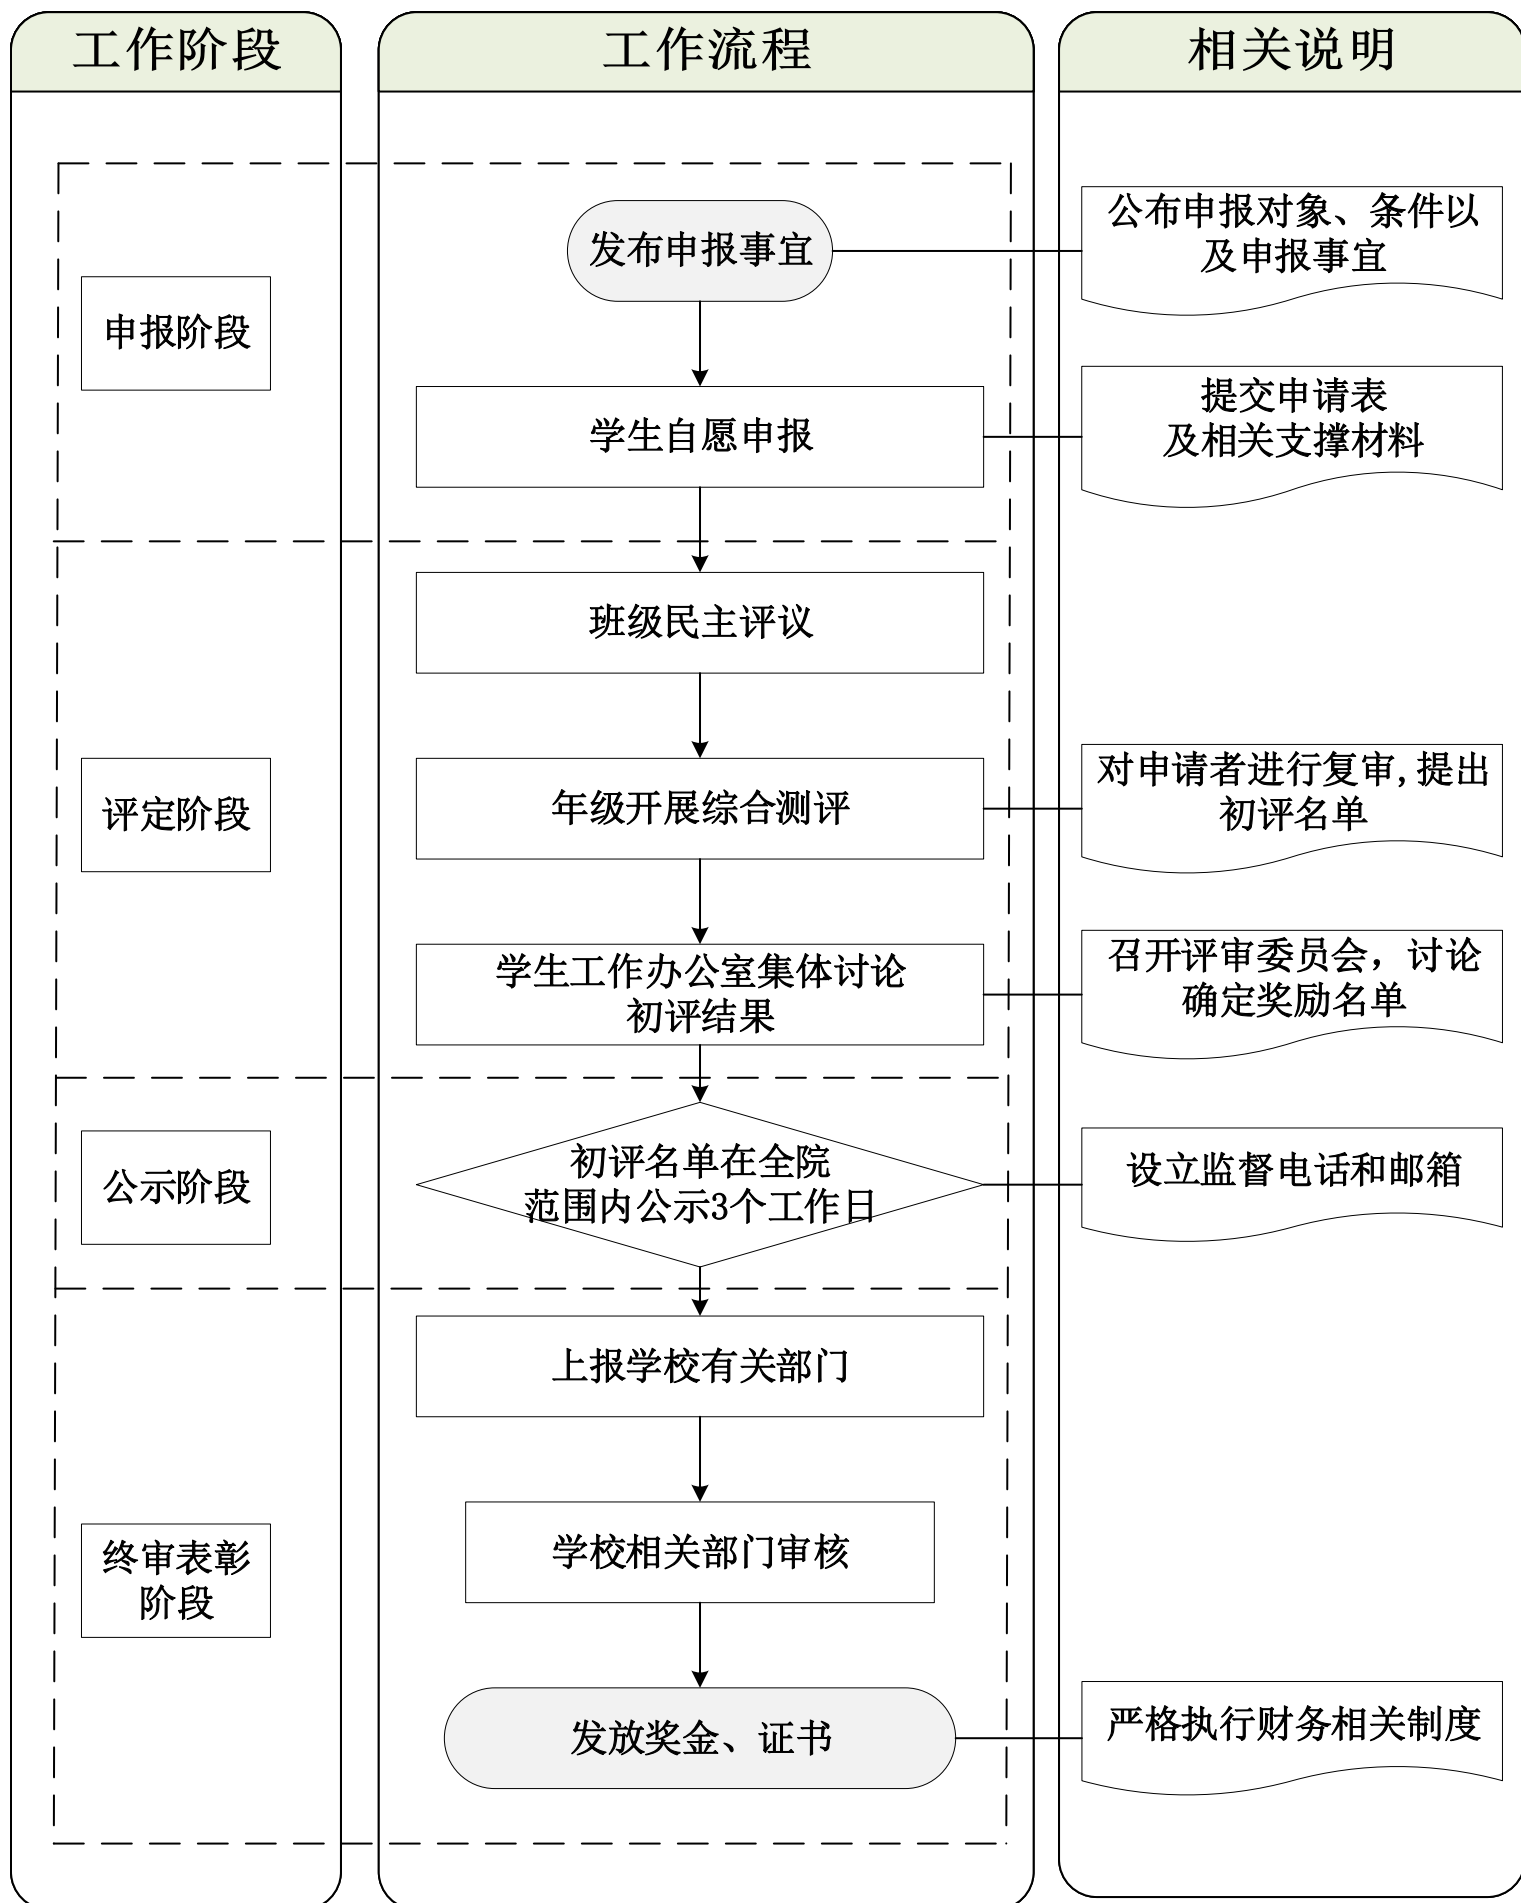 工作阶段
工作流程
相关说明
发布申报事宜
公布申报对象、条件以
及申报事宜
申报阶段
学生自愿申报
提交申请表
及相关支撑材料
班级民主评议
评定阶段
年级开展综合测评
对申请者进行复审,提出
初评名单
学生工作办公室集体讨论
初评结果
召开评审委员会，讨论
确定奖励名单
公示阶段
初评名单在全院
范围内公示3个工作日
设立监督电话和邮箱
上报学校有关部门
终审表彰
阶段
学校相关部门审核
发放奖金、证书
严格执行财务相关制度